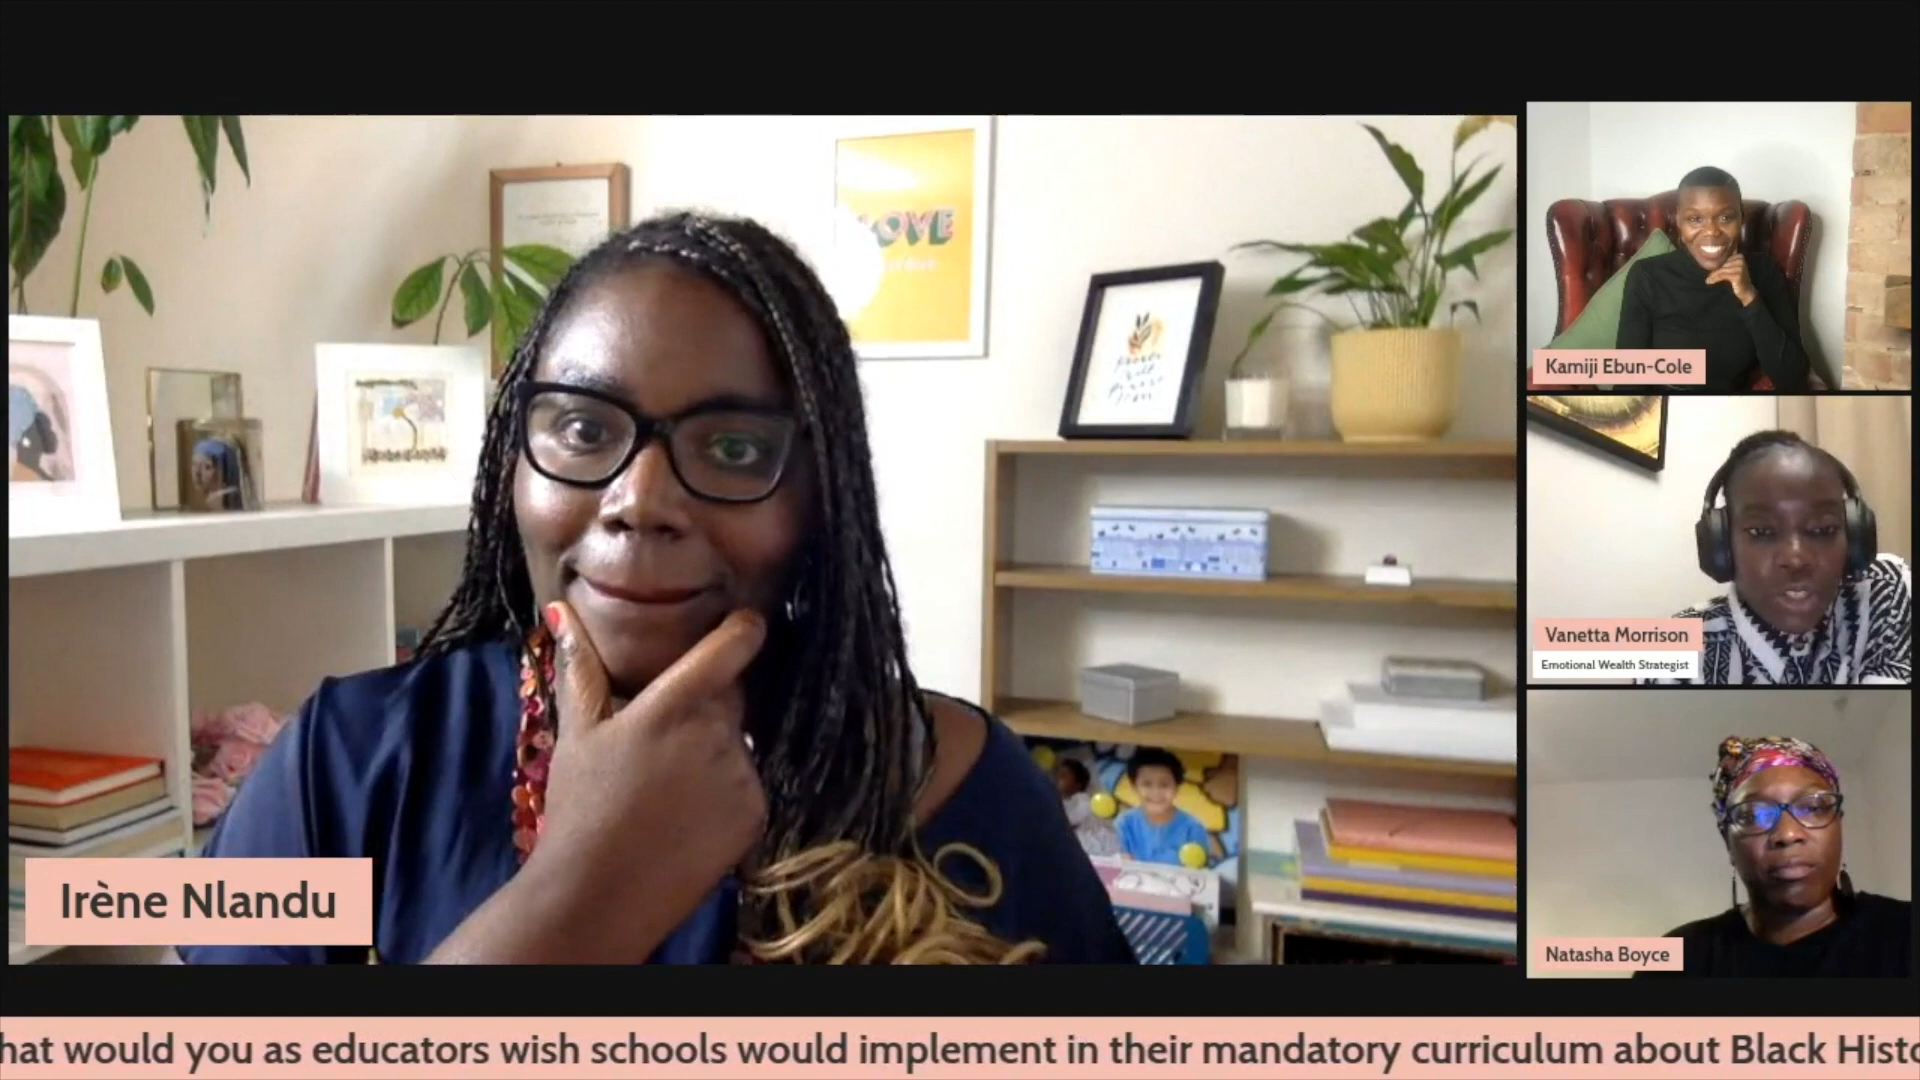 LOVE
Kamiji Ebun-Cole
Vanetta Morrison
Emotional Wealth Strategist
Irène Nlandu
Natasha Boyce
hat would you as educators wish schools would implement in their mandatory curriculum about Black Histo